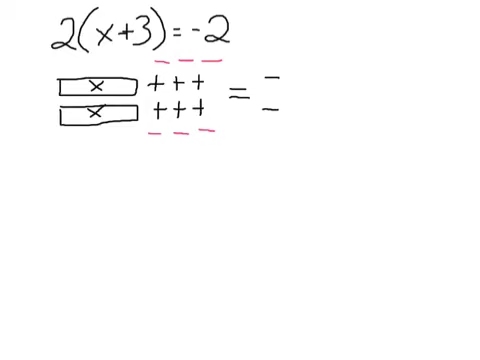 2(x+3)=-2
- - -
x +++ = -
x +++ -
- - -